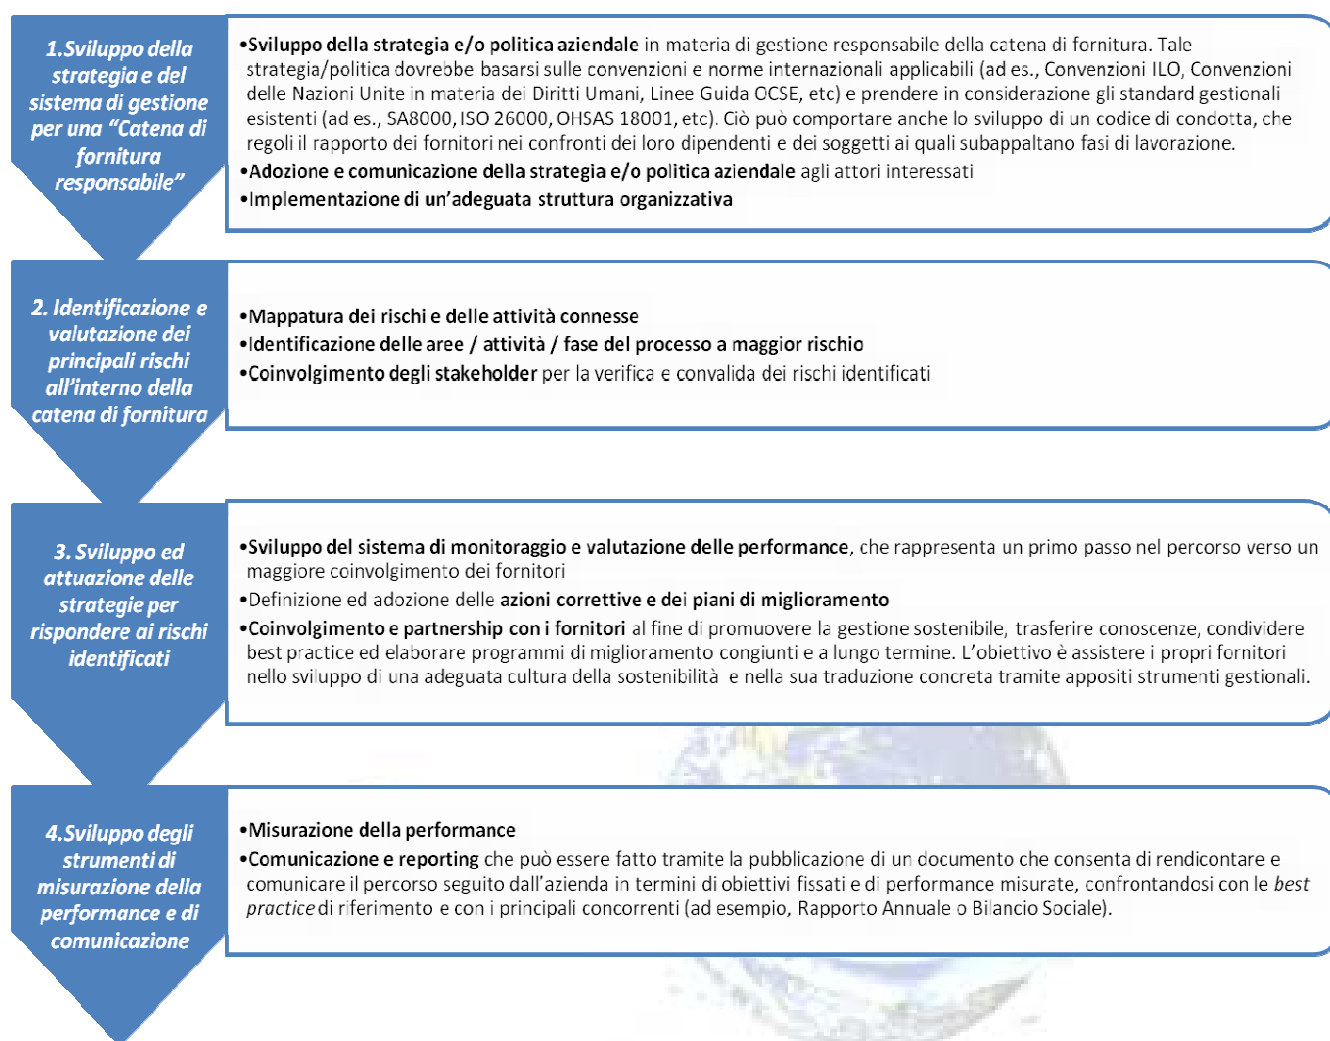 1.Sviluppo della
strategia e del
sistema di gestione
per una “Catena di
fornitura
responsabile”
•Sviluppo della strategia e/o politica aziendale in materia di gestione responsabile della catena di fornitura. Tale
strategia/politica dovrebbe basarsi sulle convenzioni e norme internazionali applicabili (ad es., Convenzioni ILO, Convenzioni
delle Nazioni Unite in materia dei Diritti Umani, Linee Guida OCSE, etc) e prendere in considerazione gli standard gestionali
esistenti (ad es., SA8000, ISO 26000, OHSAS 18001, etc). Ciò può comportare anche lo sviluppo di un codice di condotta, che
regoli il rapporto dei fornitori nei confronti dei loro dipendenti e dei soggetti ai quali subappaltano fasi di lavorazione.
•Adozione e comunicazione della strategia e/o politica aziendale agli attori interessati
•Implementazione di un’adeguata struttura organizzativa
2. Identificazione e
valutazione dei
principali rischi
all’interno della
catena di fornitura
•Mappatura dei rischi e delle attività connesse
•Identificazione delle aree / attività / fase del processo a maggior rischio
•Coinvolgimento degli stakeholder per la verifica e convalida dei rischi identificati
3. Sviluppo ed
attuazione delle
strategie per
rispondere ai rischi
identificati
•Sviluppo del sistema di monitoraggio e valutazione delle performance, che rappresenta un primo passo nel percorso verso un
maggiore coinvolgimento dei fornitori
•Definizione ed adozione delle azioni correttive e dei piani di miglioramento
•Coinvolgimento e partnership con i fornitori al fine di promuovere la gestione sostenibile, trasferire conoscenze, condividere
best practice ed elaborare programmi di miglioramento congiunti e a lungo termine. L’obiettivo è assistere i propri fornitori
nello sviluppo di una adeguata cultura della sostenibilità e nella sua traduzione concreta tramite appositi strumenti gestionali.
4.Sviluppo degli
strumenti di
misurazione della
performance e di
comunicazione
•Misurazione della performance
•Comunicazione e reporting che può essere fatto tramite la pubblicazione di un documento che consenta di rendicontare e
comunicare il percorso seguito dall’azienda in termini di obiettivi fissati e di performance misurate, confrontandosi con le best
practice di riferimento e con i principali concorrenti (ad esempio, Rapporto Annuale o Bilancio Sociale).